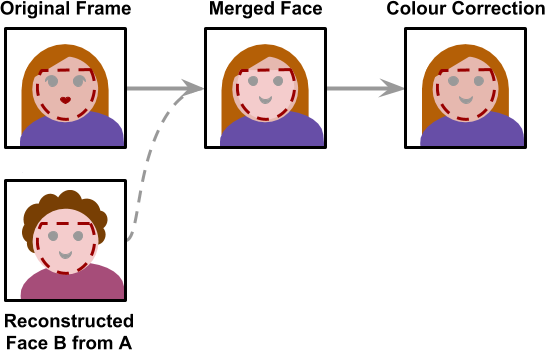 Original Frame
Merged Face
Colour Correction
Reconstructed
Face B from A